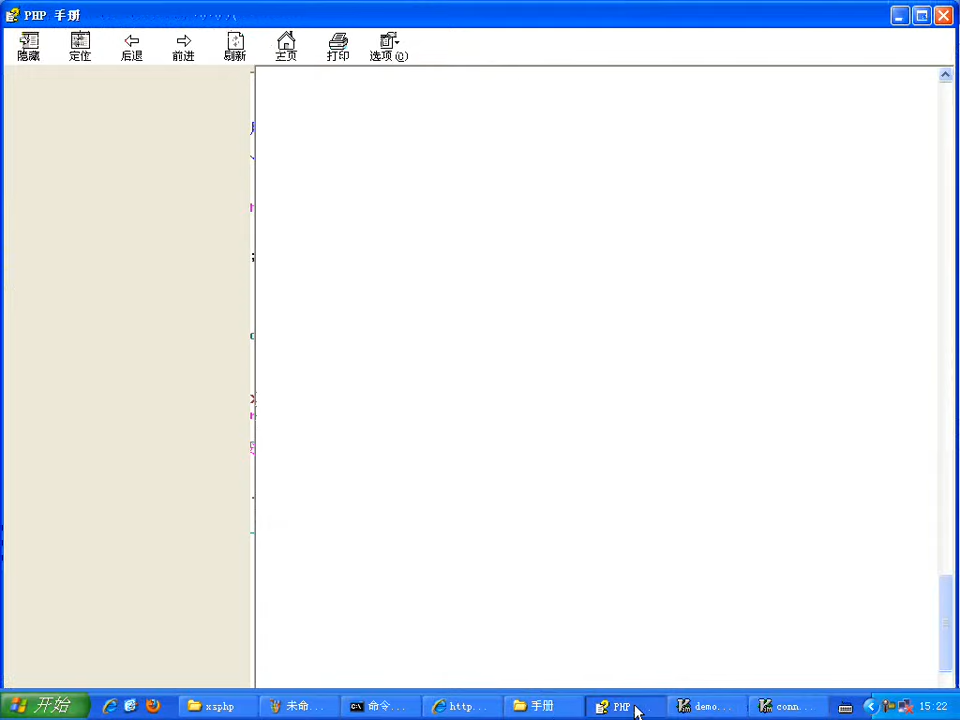 PHP 手册
隐藏 定位 后退 前进 刷新 主页 打印 选项(O)
开始 xsphp 未命... 命令... http... 手册 PHP demo... conn... 15:22